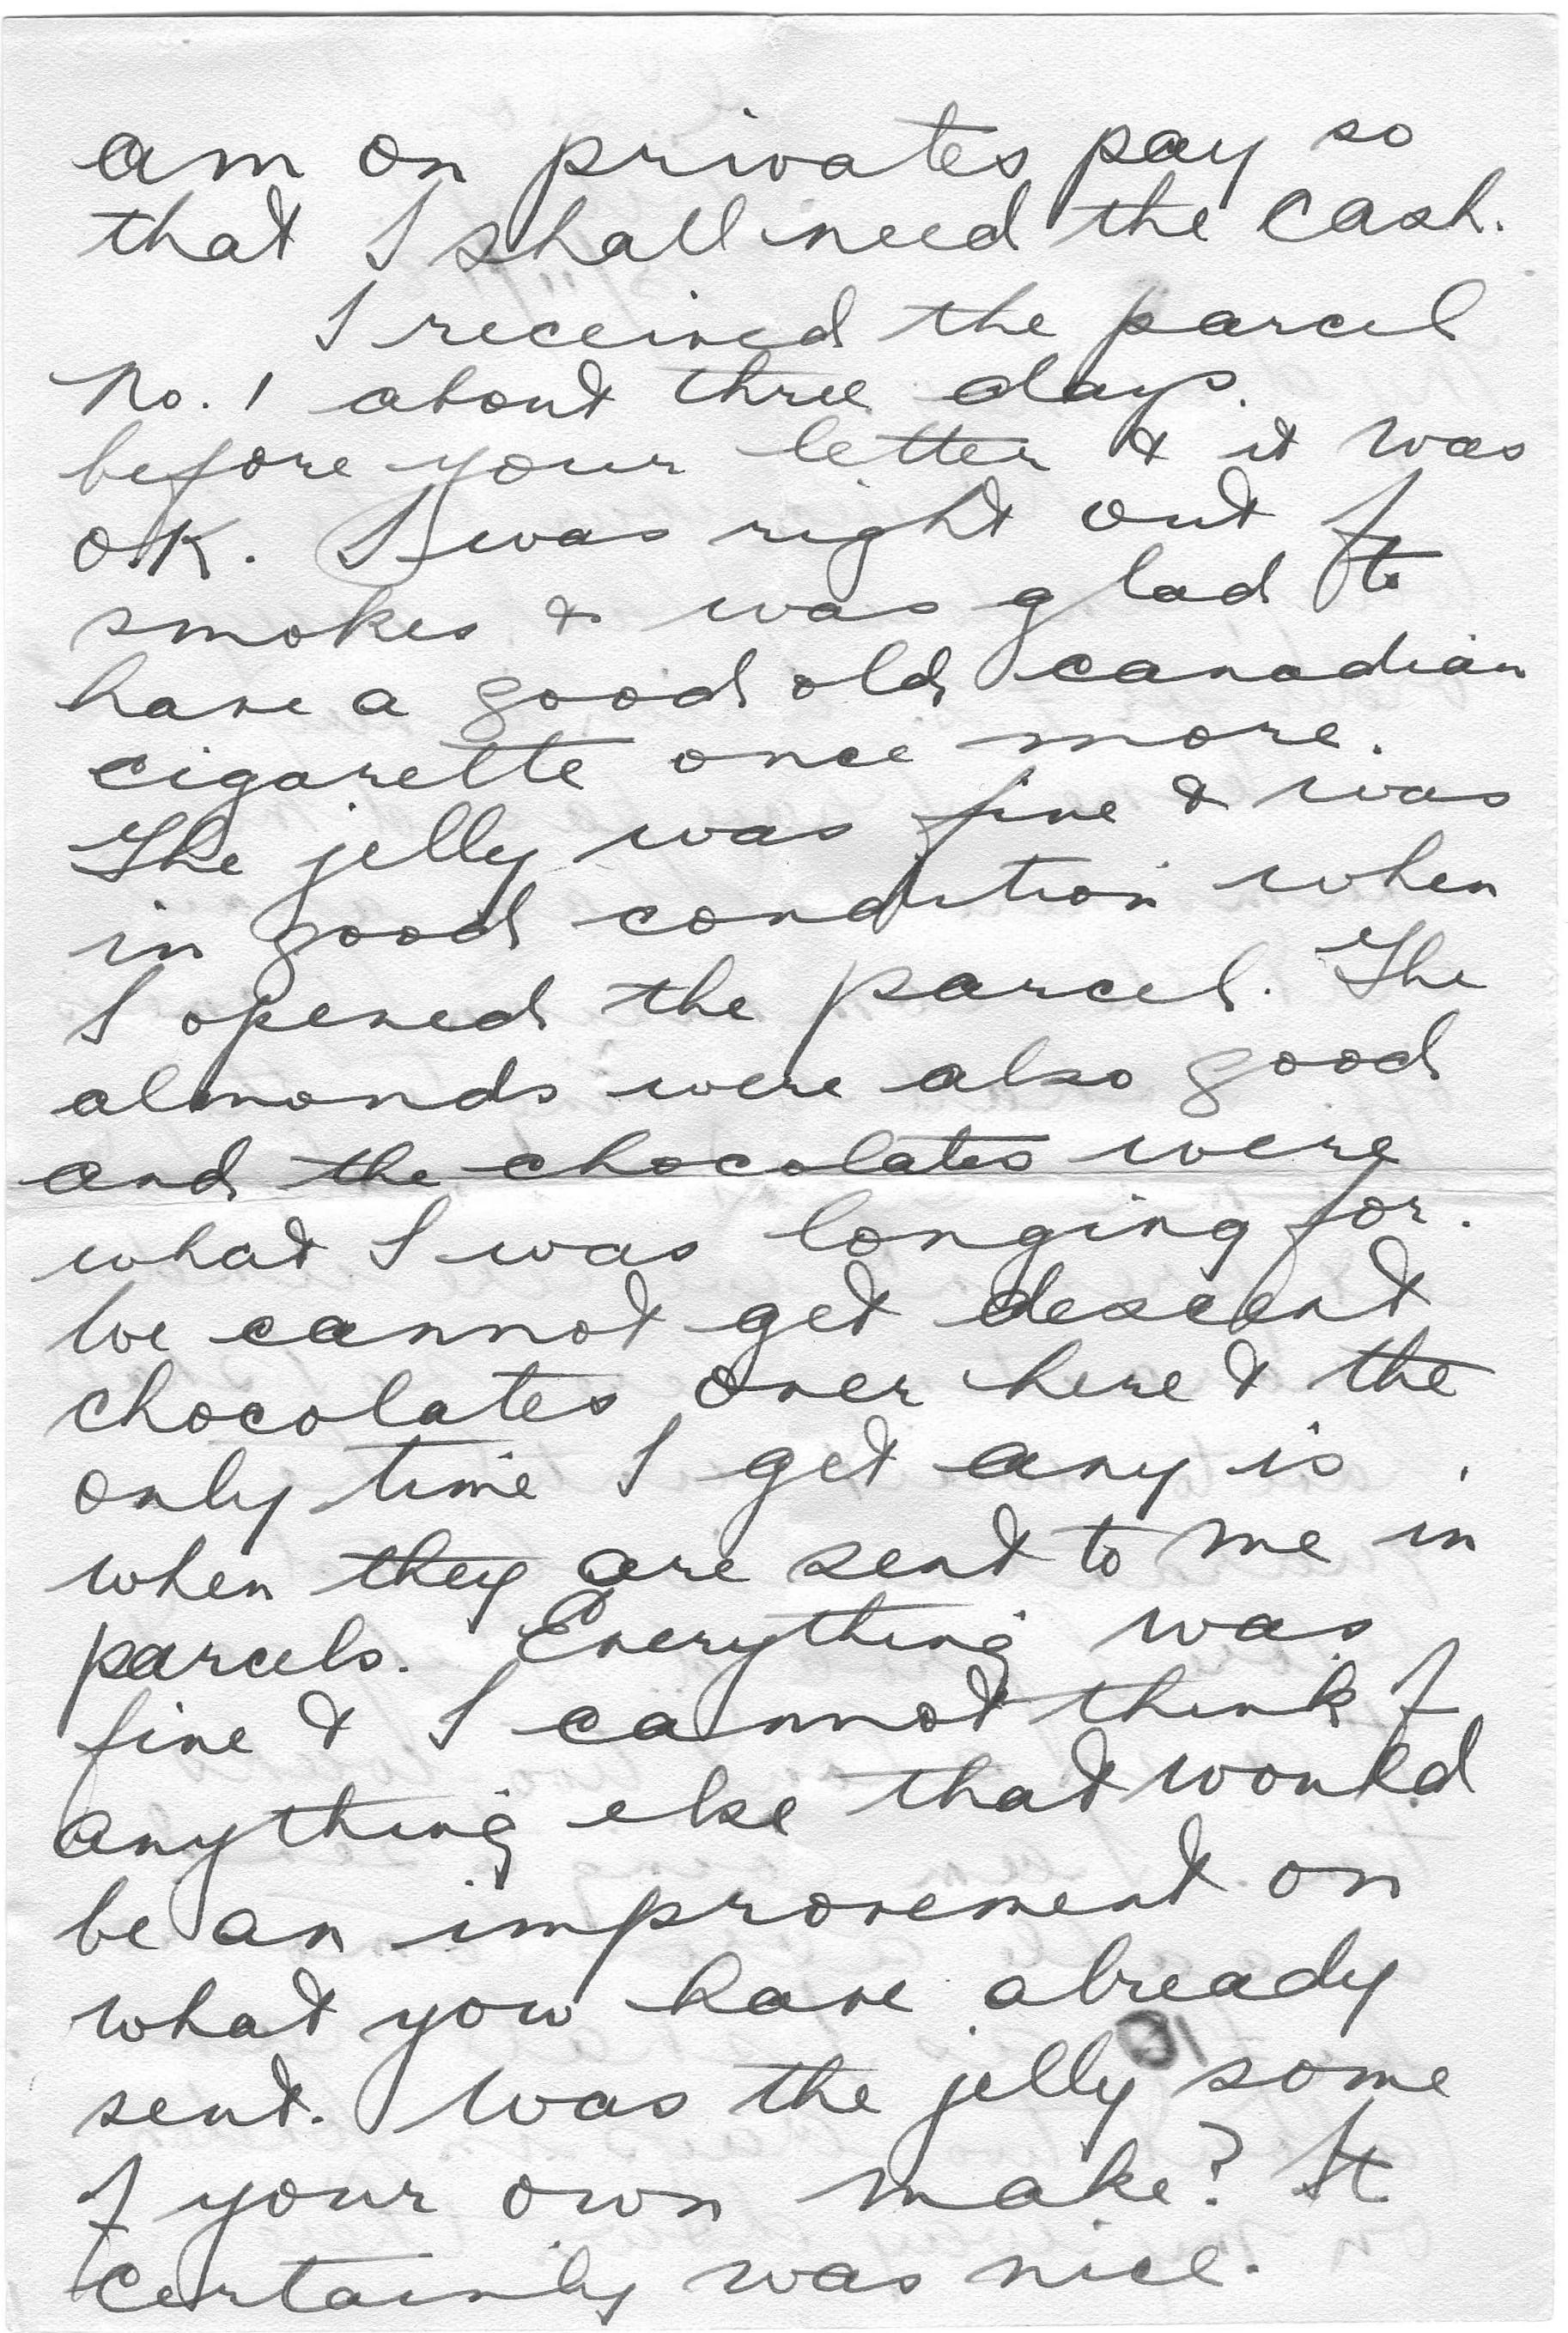 am on privates pay so
that I shall need the cash.
I received the parcel
No. 1 about three days
before your letter & it was
OK. I was right out of
smokes & was glad to
have a good old canadian
cigarette once more.
The jelly was fine & was
in good condition when
I opened the parcel. The
almonds were also good
and the chocolates were
what I was longing for.
We cannot get descent
chocolates over here & the
only time I get any is
when they are sent to me in
parcels. Everything was
fine & I cannot think of
anything else that would
be an improvement on
what you have already
sent. Was the jelly some
of your own make? It
certainly was nice.